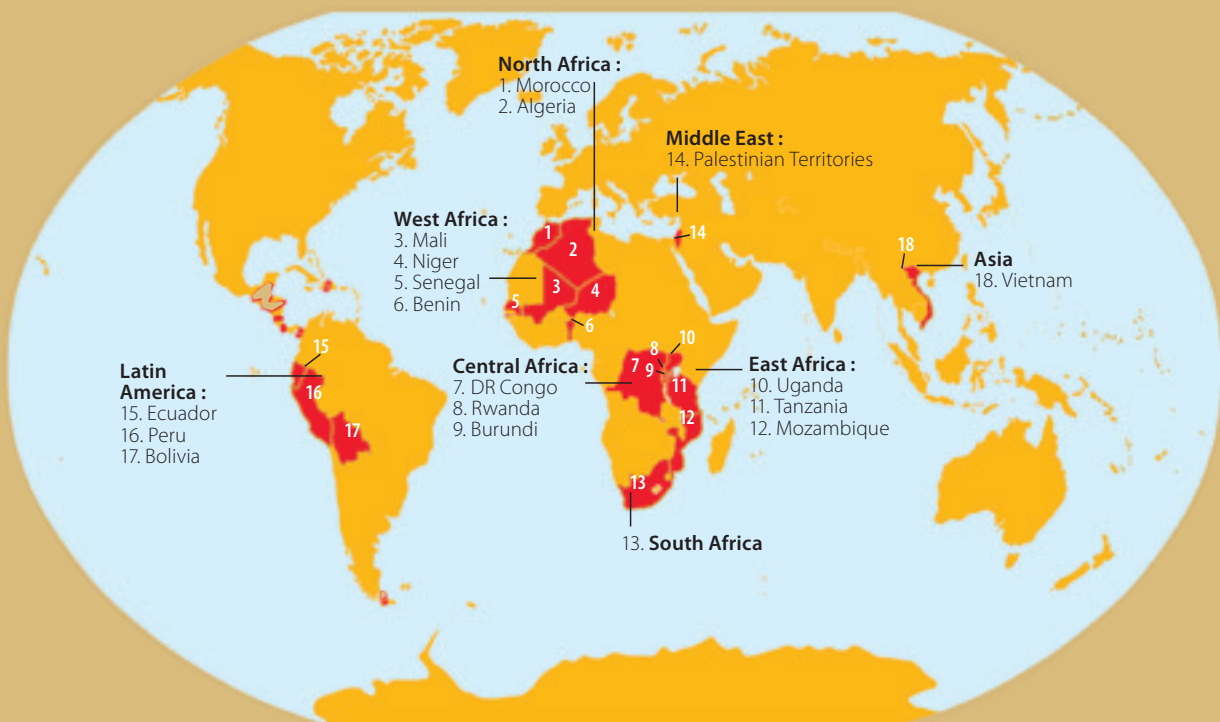 North Africa :
1. Morocco
2. Algeria
Middle East :
14. Palestinian Territories
West Africa :
3. Mali
4. Niger
5. Senegal
6. Benin
Asia
18. Vietnam
Latin
America :
15. Ecuador
16. Peru
17. Bolivia
Central Africa :
7. DR Congo
8. Rwanda
9. Burundi
East Africa :
10. Uganda
11. Tanzania
12. Mozambique
13. South Africa
1
2
3
4
5
6
7
8
9
10
11
12
13
14
15
16
17
18